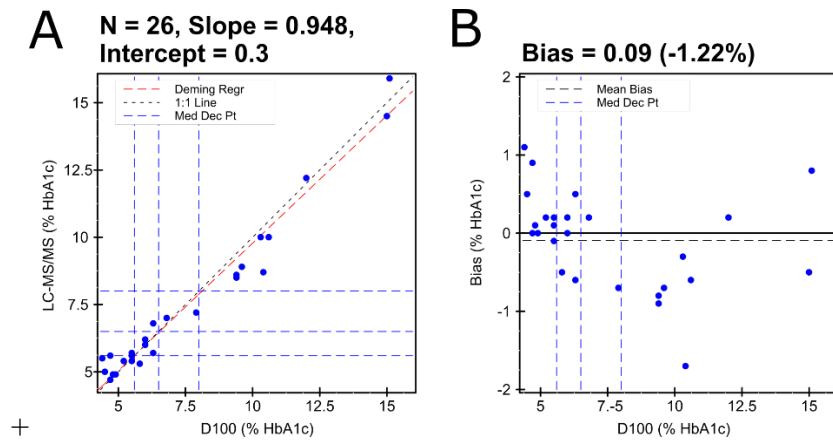 A
N = 26, Slope = 0.948,
Intercept = 0.3
Deming Regr
1:1 Line
Med Dec Pt
LC-MS/MS (% HbA1c)
15
12.5
10
7.5
5
5
7.5
10
12.5
15
D100 (% HbA1c)
B
Bias = 0.09 (-1.22%)
Mean Bias
Med Dec Pt
Bias (% HbA1c)
2
1
0
-1
-2
5
7.-5
10
12.5
15
D100 (% HbA1c)
+